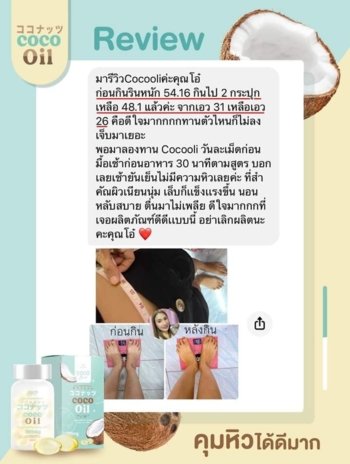 ココナッツ
coco
Oil
Review
มารีวิวCocooliค่ะคุณโอ๋
ก่อนกินรินหนัก 54.16 กินไป 2 กระปุก
เหลือ 48.1 แล้วค่ะ จากเอว 31 เหลือเอว
26 คือดีใจมากกกกทานตัวไหนก็ไม่ลง
เจ็บมาเยอะ
พอมาลองทาน Cocooli วันละเม็ดก่อน
มื้อเช้าก่อนอาหาร 30 นาทีตามสูตร บอก
เลยเช้ายันเย็นไม่มีความหิวเลยค่ะ ที่สำ
คัญผิวเนียนนุ่ม เล็บก็แข็งแรงขึ้น นอน
หลับสบาย ตื่นมาไม่เพลีย ดีใจมากกกที่
เจอผลิตภัณฑ์ดีดีแบบนี้ อย่าเลิกผลิตนะ
คะคุณโอ๋ ❤️
ก่อนกิน
หลังกิน
ココナッツ
coco
Oil
ココナッツ
coco
Oil
คุมหิวได้ดีมาก